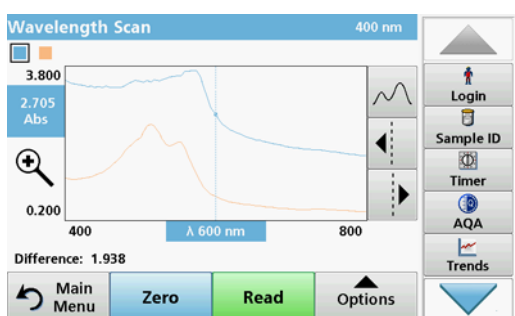 Wavelength Scan 400 nm
3.800
2.705
Abs
0.200
400 λ 600 nm 800
Difference: 1.938
Main
Menu
Zero
Read
Options
Login
Sample ID
Timer
AQA
Trends